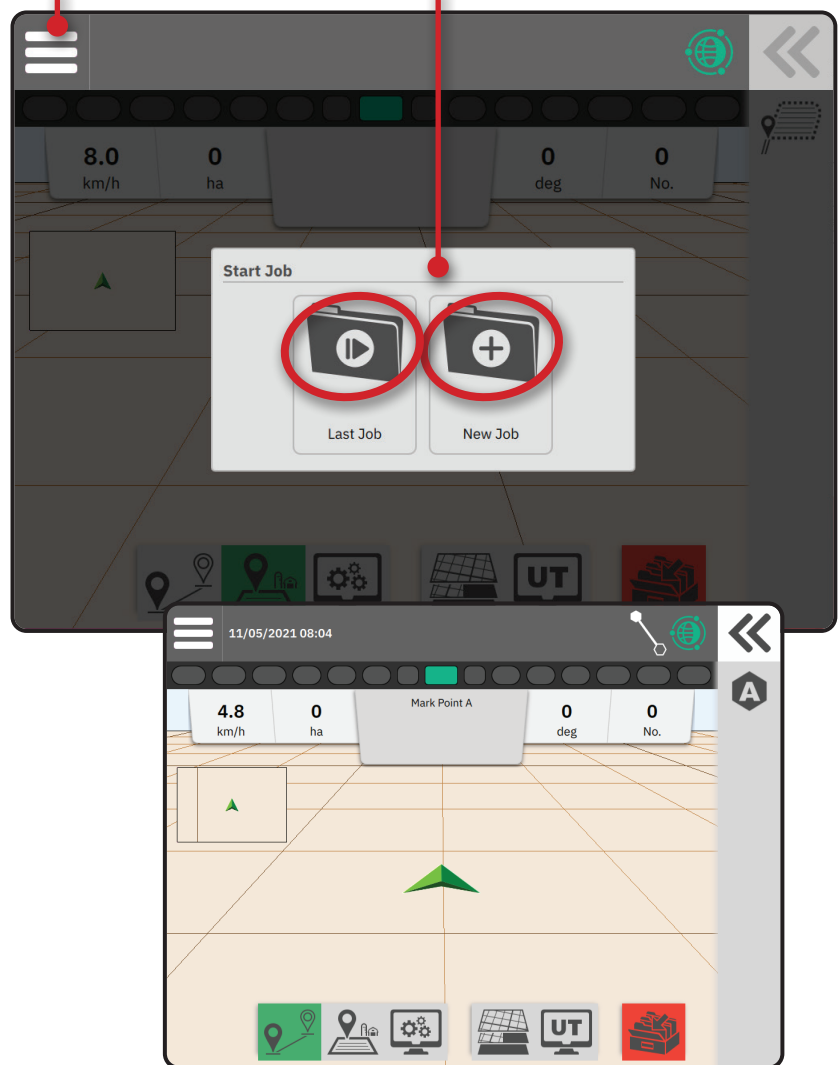 8.0
km/h
0
ha
0
deg
0
No.
Start Job
Last Job
New Job
UT
11/05/2021 08:04
Mark Point A
A
4.8
km/h
0
ha
0
deg
0
No.
UT